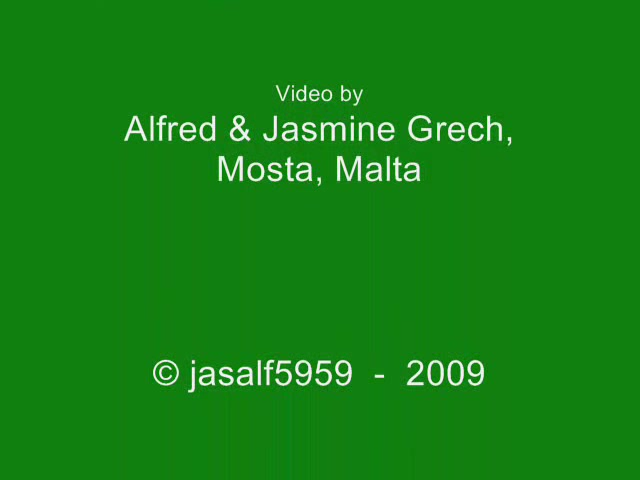 Video by
Alfred & Jasmine Grech,
Mosta, Malta
© jasalf5959 - 2009